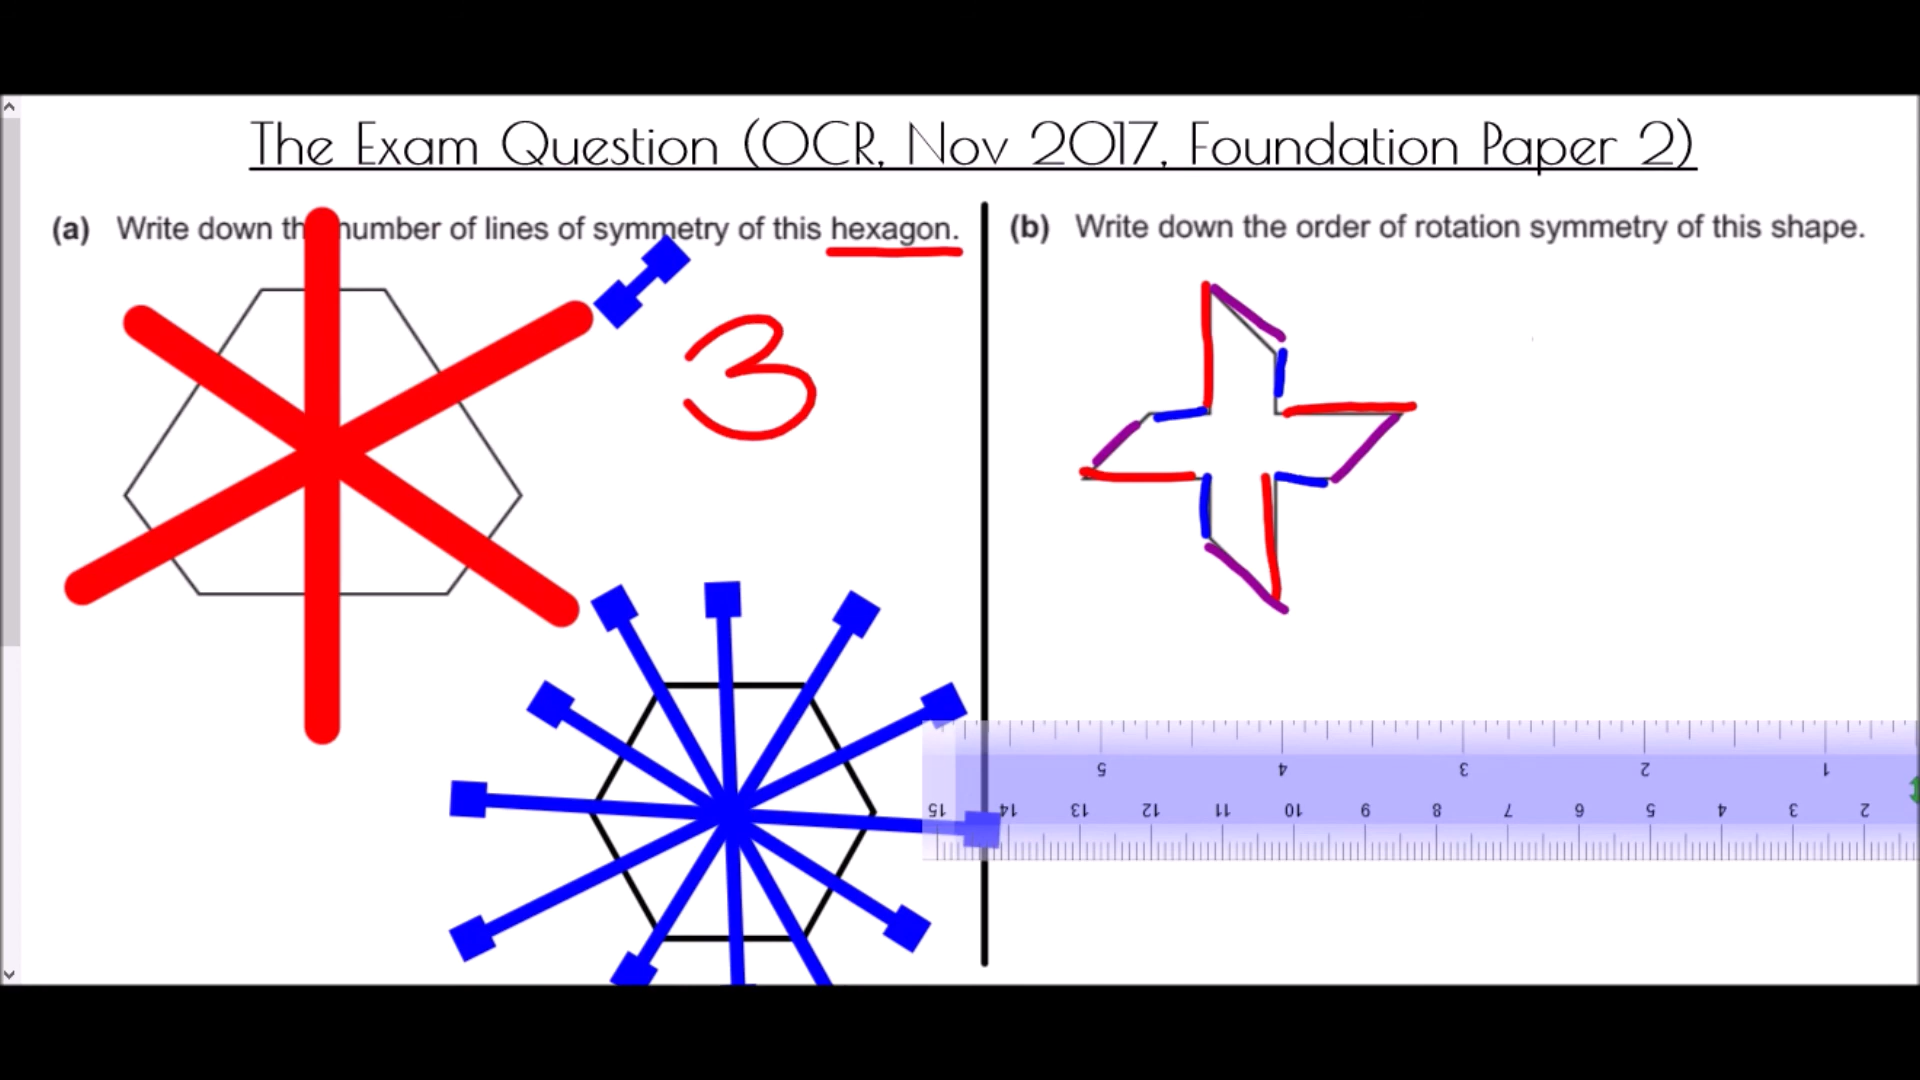 The Exam Question (OCR, Nov 2017, Foundation Paper 2)
(a) Write down th number of lines of symmetry of this hexagon.
(b) Write down the order of rotation symmetry of this shape.
3
5 4 3 2 1
15 14 13 12 11 10 9 8 7 6 5 4 3 2